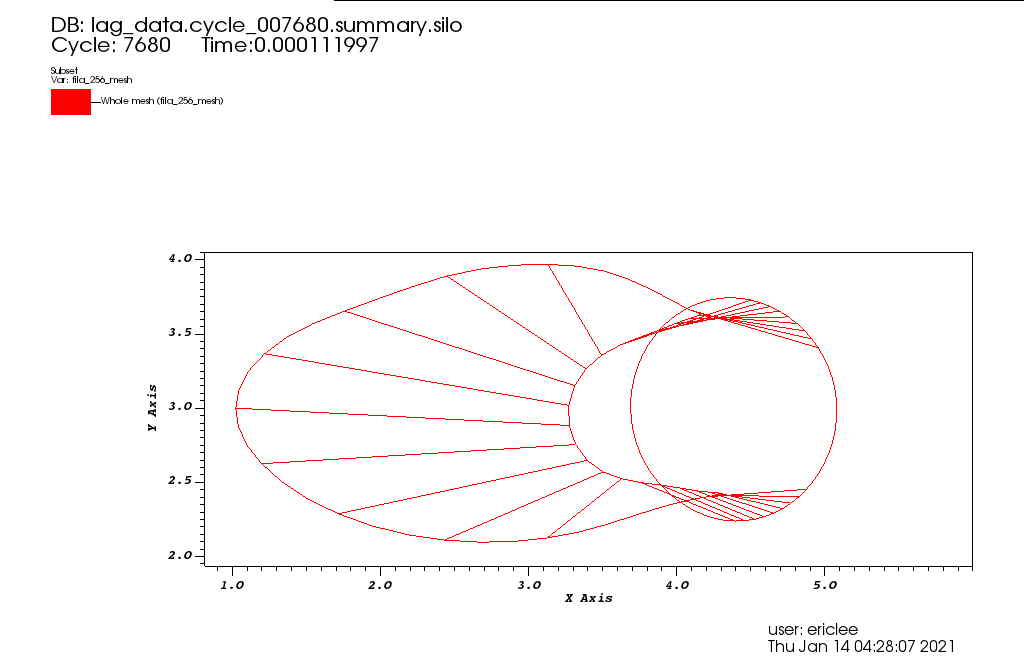 DB: lag_data.cycle_007680.summary.silo
Cycle: 7680 Time:0.000111997
Subset
Var: fila_256_mesh
Whole mesh (fila_256_mesh)
4.0
3.5
3.0
2.5
2.0
Y Axis
1.0 2.0 3.0 4.0 5.0
X Axis
user: ericlee
Thu Jan 14 04:28:07 2021